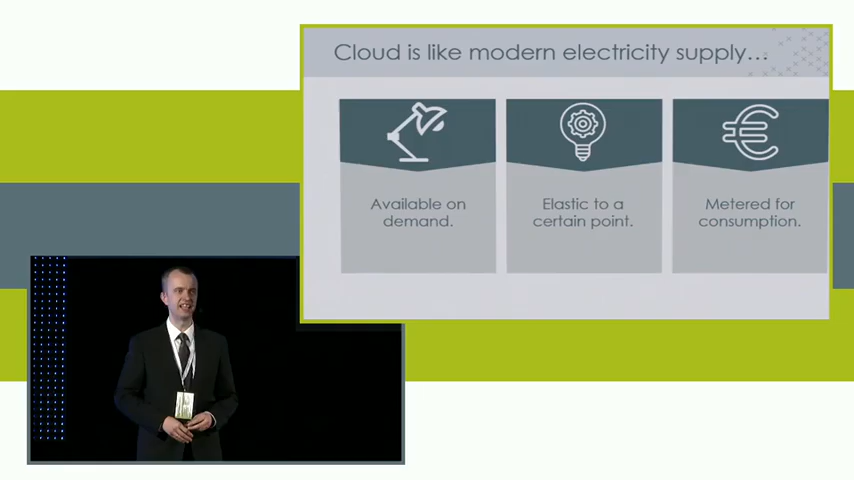 Cloud is like modern electricity supply...
Available on
demand.
Elastic to a
certain point.
Metered for
consumption.